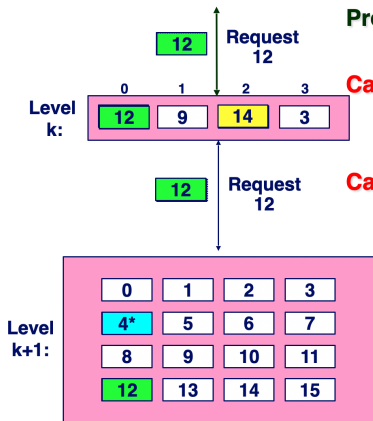 Pr
12
Request
12
Ca
0 1 2 3
Level
k:
12 9 14 3
Ca
12
Request
12
0 1 2 3
Level
k+1:
4* 5 6 7
8 9 10 11
12 13 14 15